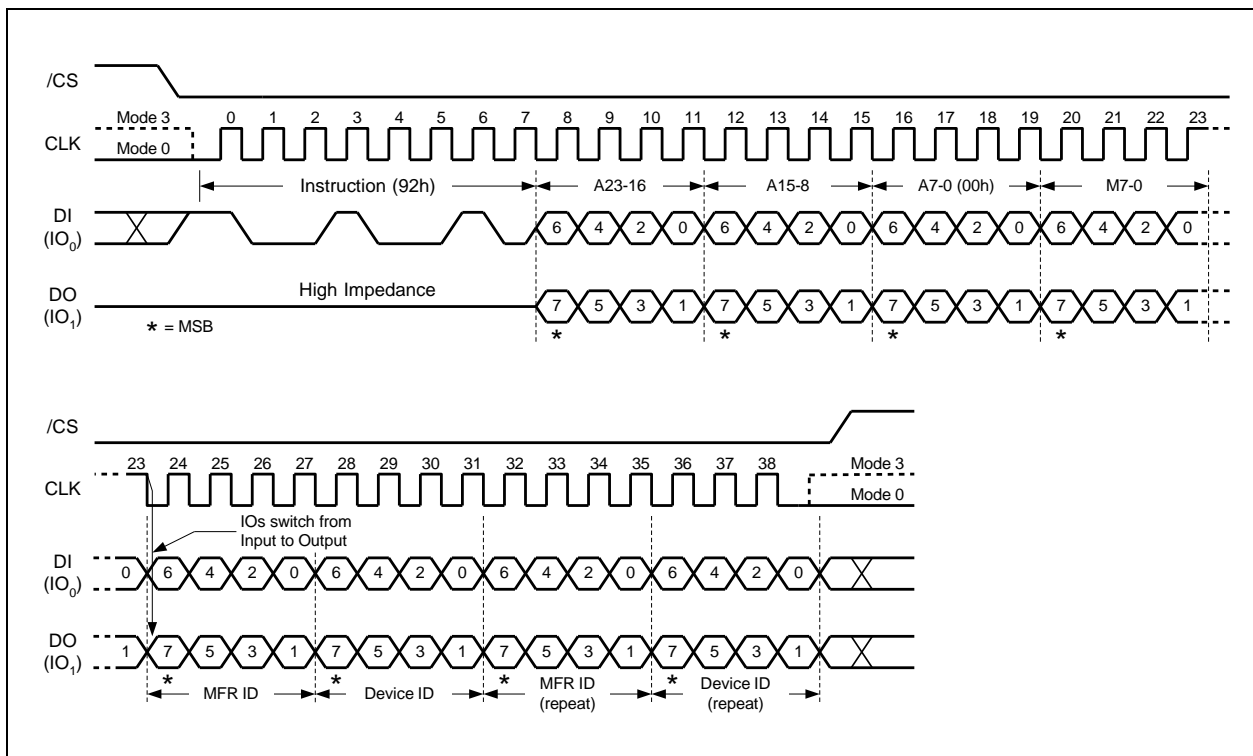 /CS
Mode 3 0 1 2 3 4 5 6 7 8 9 10 11 12 13 14 15 16 17 18 19 20 21 22 23
CLK
Mode 0
Instruction (92h) A23-16 A15-8 A7-0 (00h) M7-0
DI
(IO0)
6 4 2 0 6 4 2 0 6 4 2 0 6 4 2 0
High Impedance
DO
(IO1)
7 5 3 1 7 5 3 1 7 5 3 1 7 5 3 1
* = MSB
* * * *
/CS
23 24 25 26 27 28 29 30 31 32 33 34 35 36 37 38 Mode 3
CLK
Mode 0
IOs switch from
Input to Output
DI
(IO0)
0 6 4 2 0 6 4 2 0 6 4 2 0 6 4 2 0
DO
(IO1)
1 7 5 3 1 7 5 3 1 7 5 3 1 7 5 3 1
* * * *
MFR ID Device ID MFR ID
(repeat)
Device ID
(repeat)